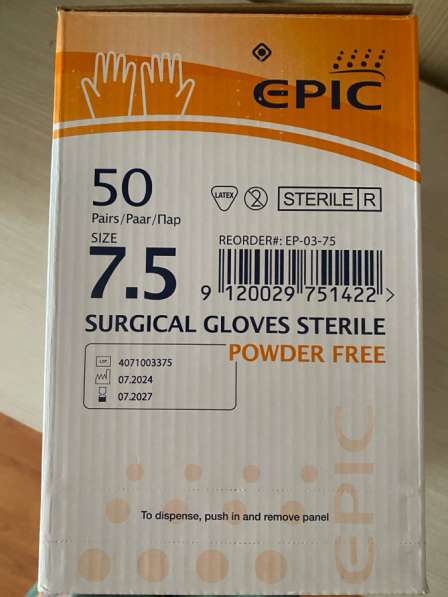 EPIC
50
Pairs/Paar/Пар
LATEX
2
STERILE R
SIZE
7.5
REORDER#: EP-03-75
9 120029 751422 >
SURGICAL GLOVES STERILE
POWDER FREE
LOT 4071003375
07.2024
07.2027
EPIC
To dispense, push in and remove panel